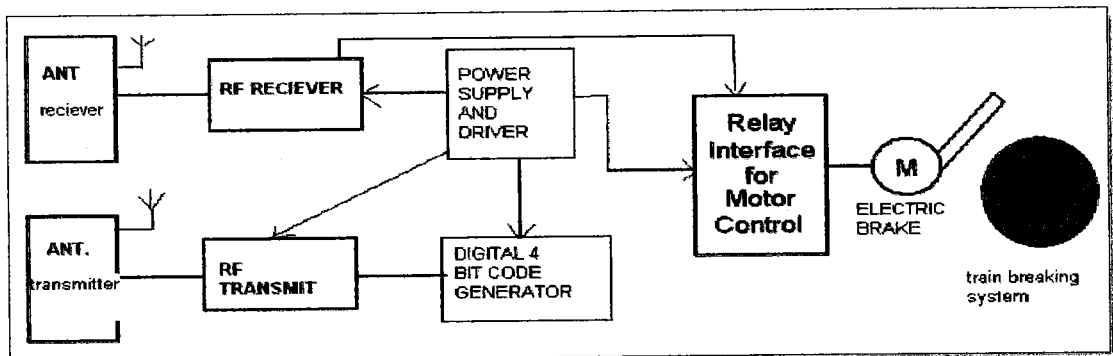 ANT
reciever
RF RECIEVER
POWER
SUPPLY
AND
DRIVER
Relay
Interface
for
Motor
Control
M
ELECTRIC
BRAKE
train breaking
system
ANT.
transmitter
RF
TRANSMIT
DIGITAL 4
BIT CODE
GENERATOR